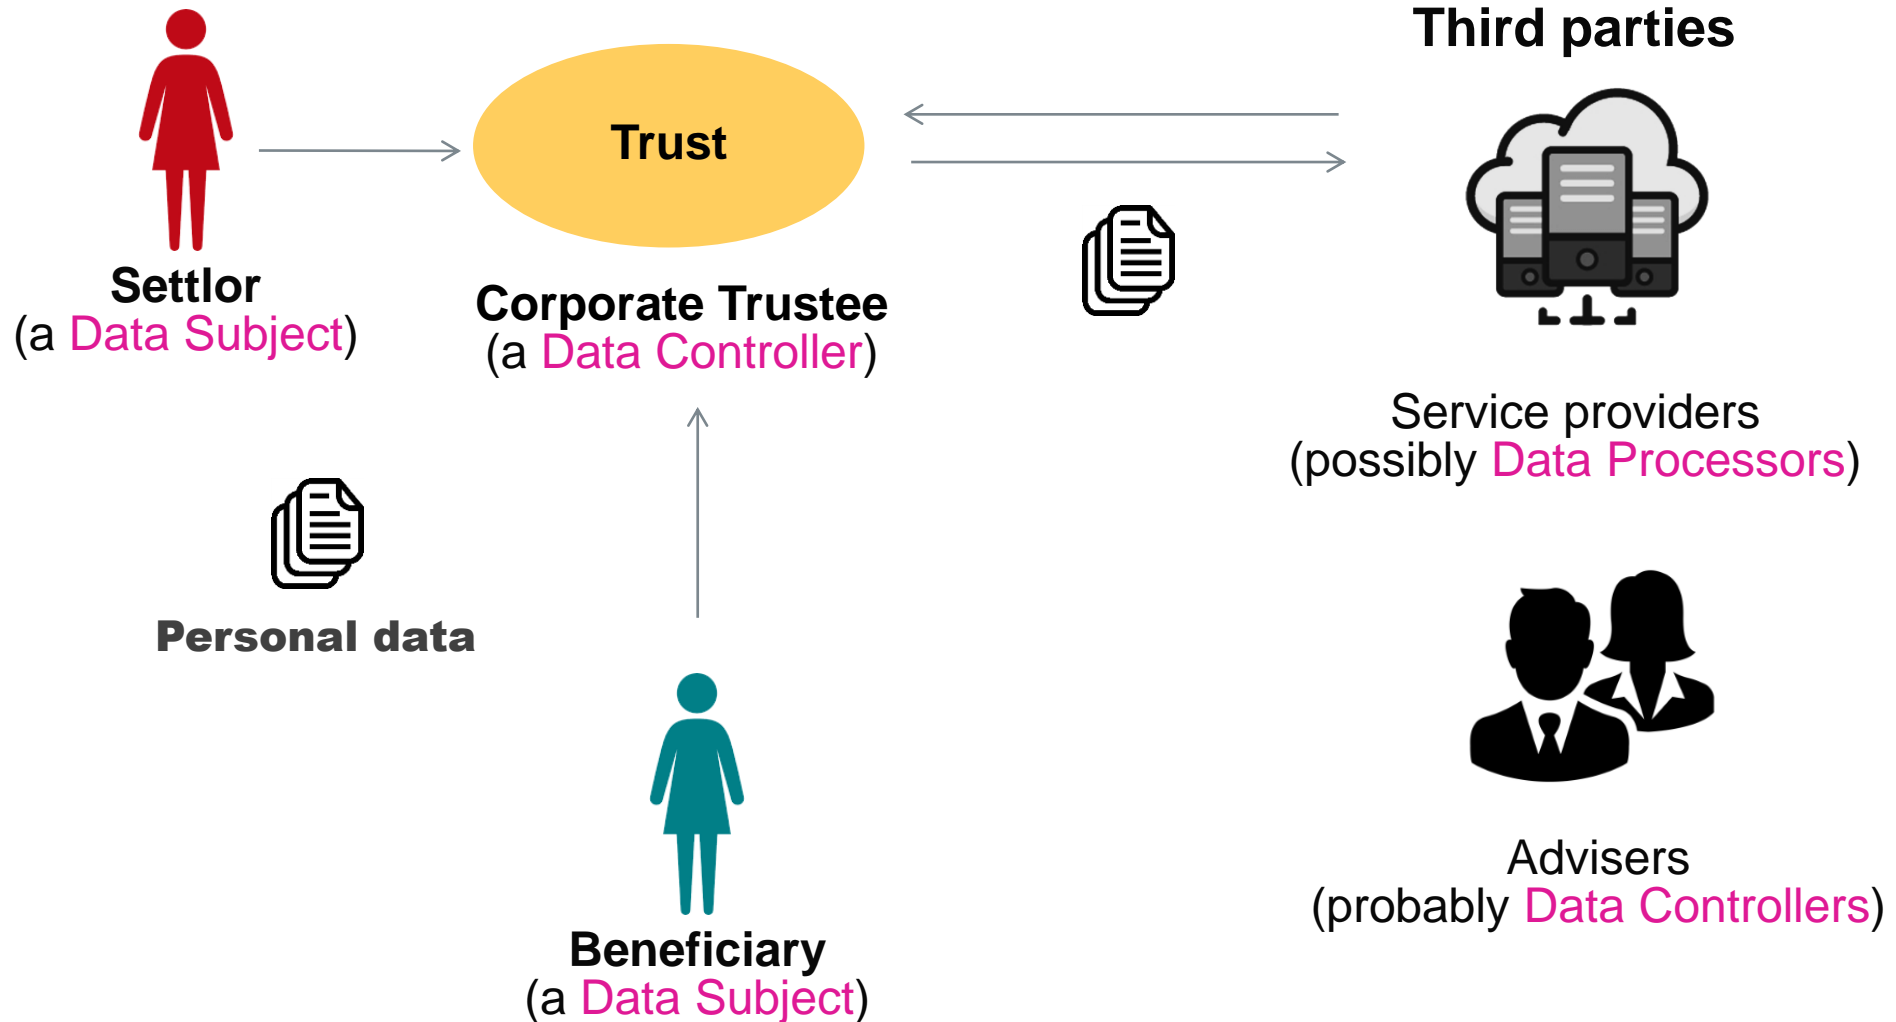 Third parties
Trust
Settlor
(a Data Subject)
Corporate Trustee
(a Data Controller)
Service providers
(possibly Data Processors)
Personal data
Advisers
(probably Data Controllers)
Beneficiary
(a Data Subject)